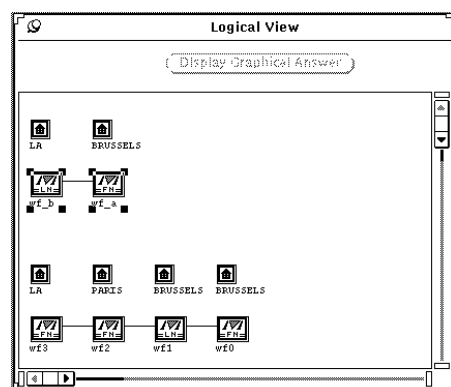 Logical View
Display Graphical Answer
LA BRUSSELS
LN FN
wf_b wf_a
LA PARIS BRUSSELS BRUSSELS
FN FN LN FN
wf3 wf2 wf1 wf0